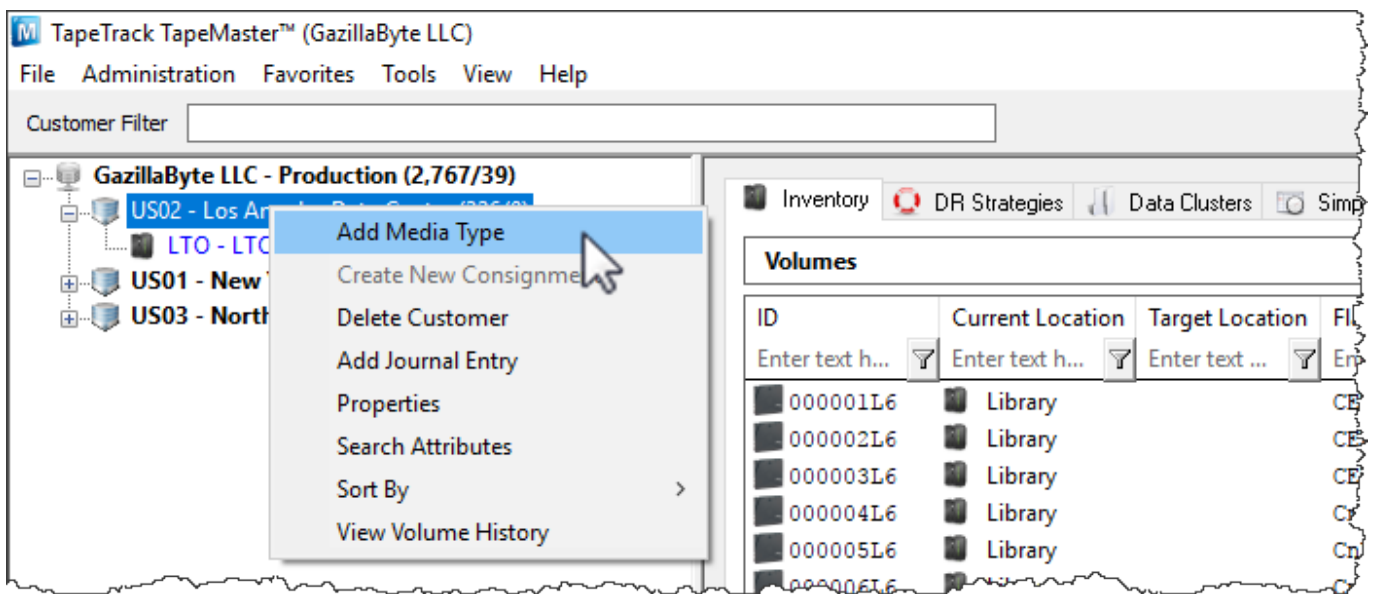 TapeTrack TapeMaster™ (GazillaByte LLC)
File Administration Favorites Tools View Help
Customer Filter
GazillaByte LLC - Production (2,767/39)
US02 - Los
LTO - LTO
US01 - New
US03 - North
Add Media Type
Create New
Delete Customer
Add Journal Entry
Properties
Search Attributes
Sort By
View Volume History
Inventory DR Strategies Data Clusters
Volumes
ID Current Location Target Location
Enter text h... Enter text h... Enter text ...
000001L6 Library
000002L6 Library
000003L6 Library
000004L6 Library
000005L6 Library
000006L6